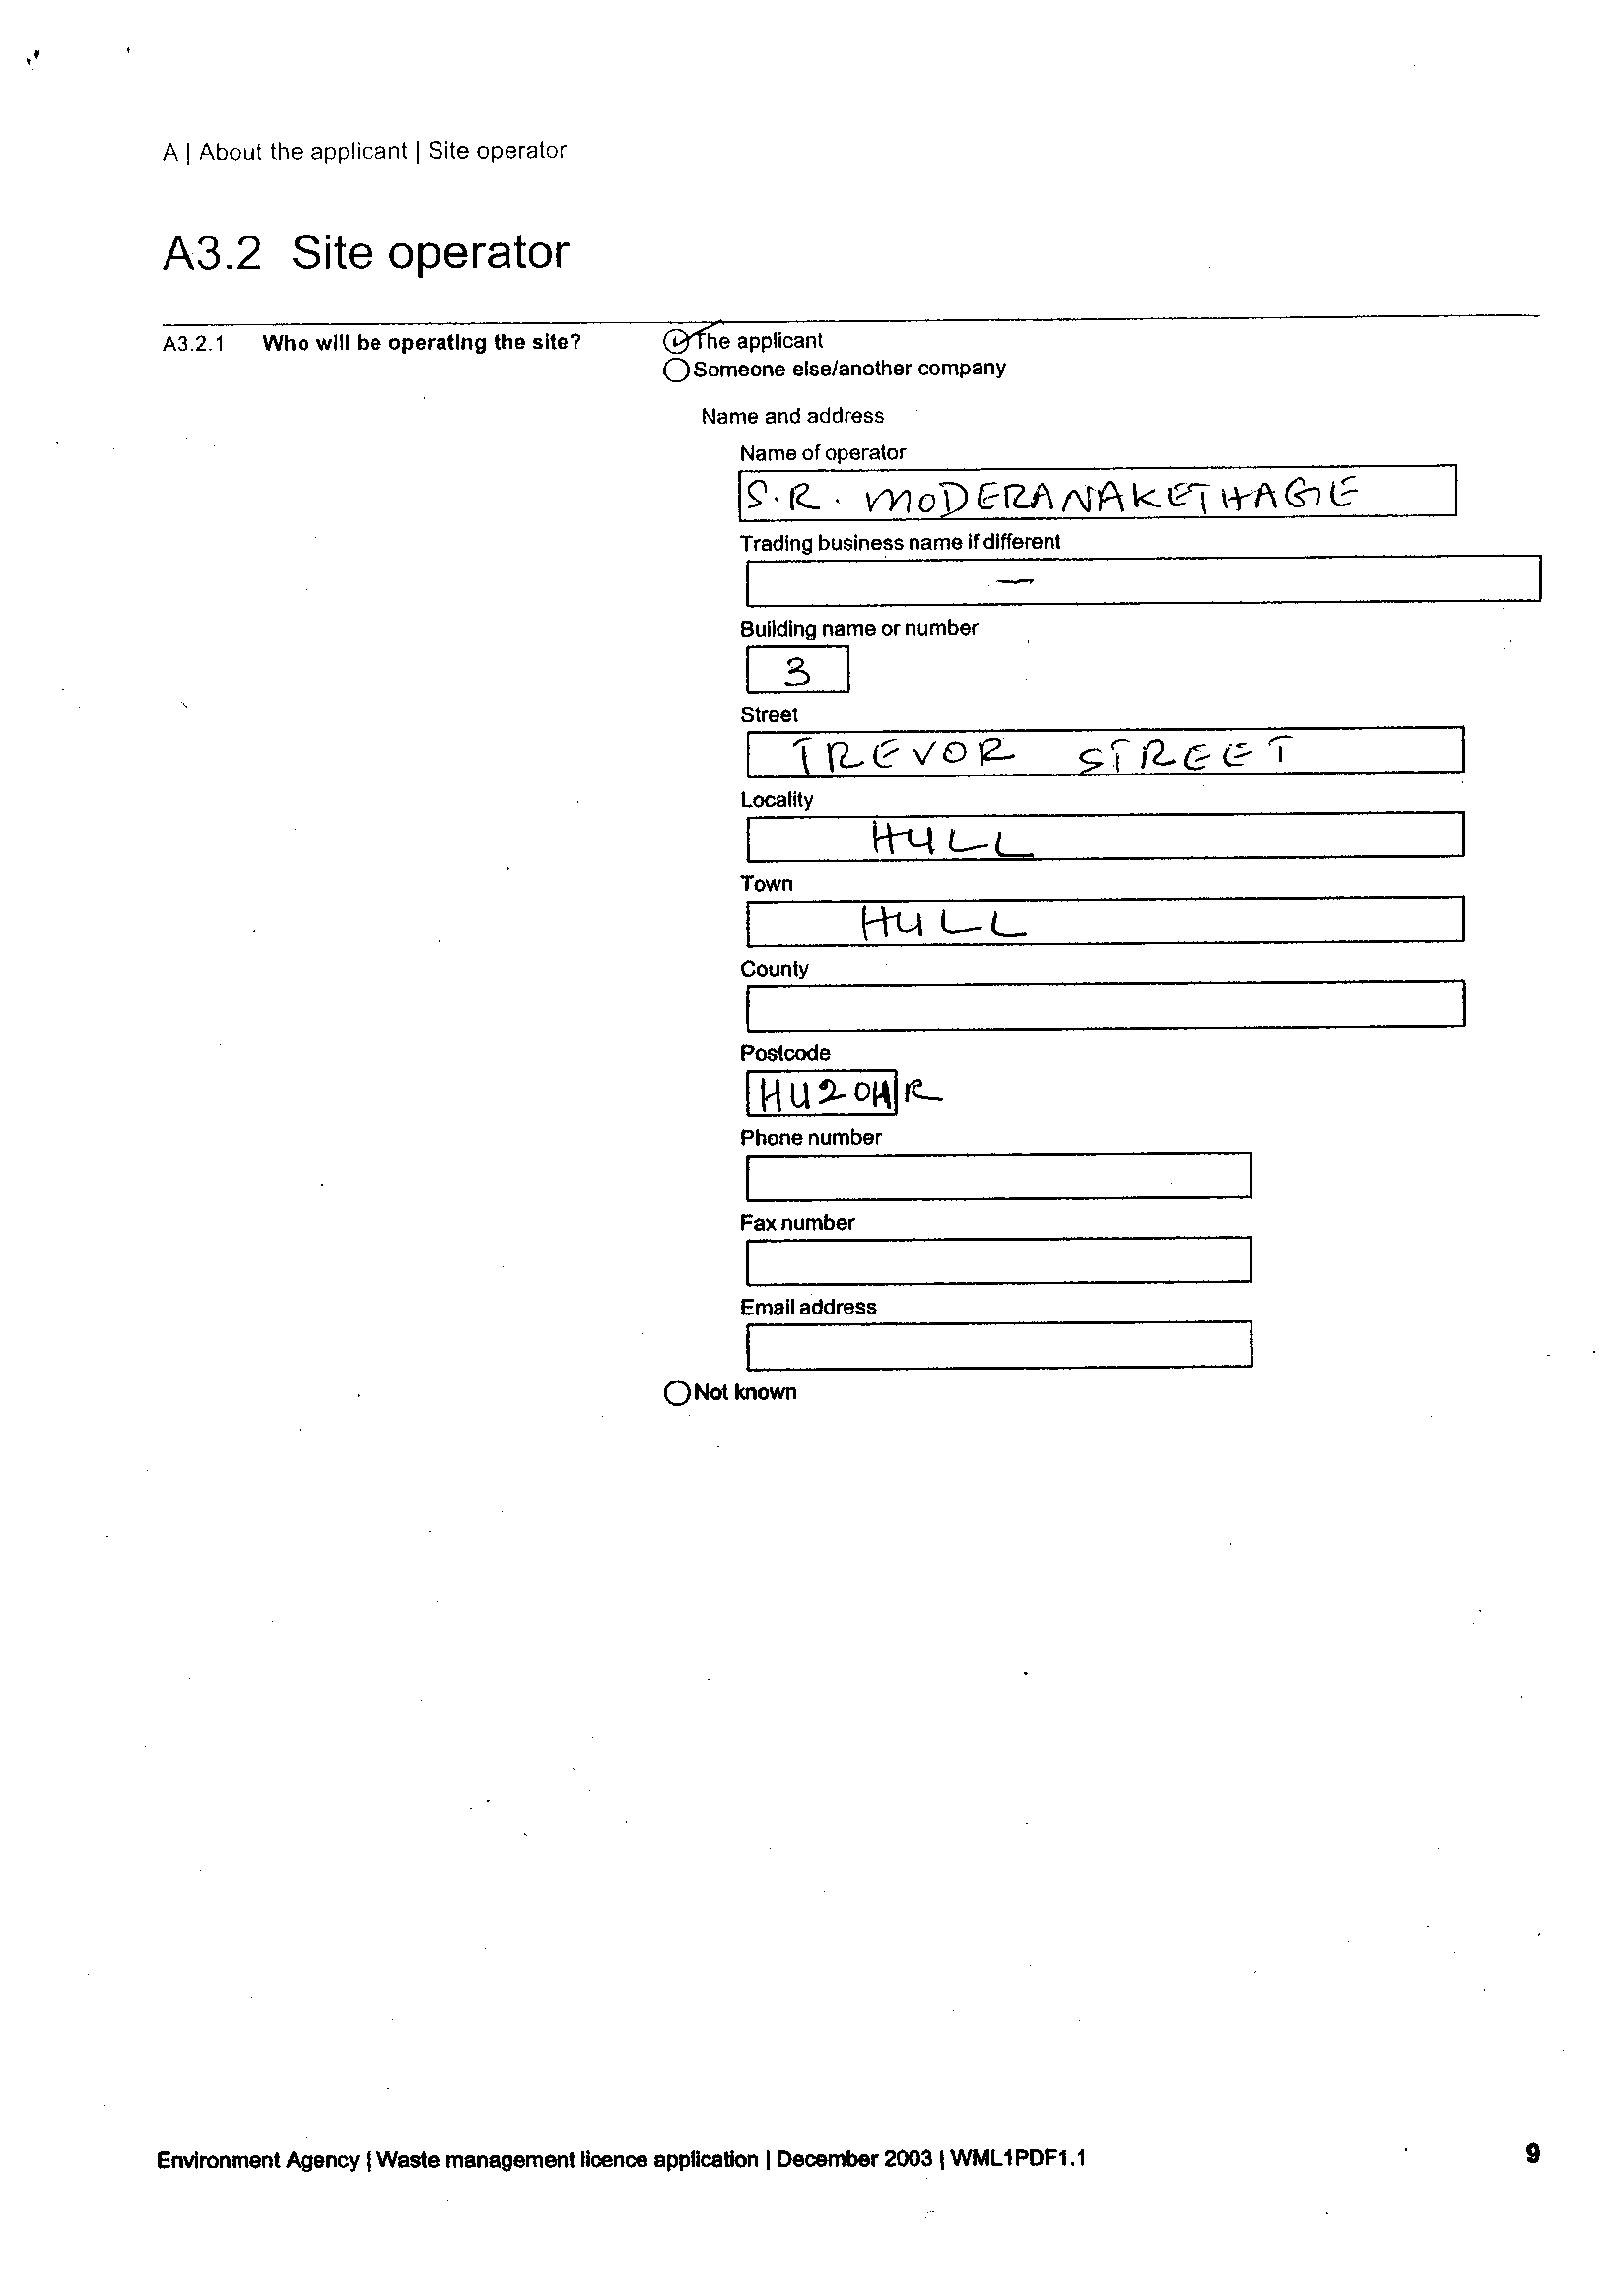 A | About the applicant | Site operator
A3.2 Site operator
A3.2.1 Who will be operating the site? The applicant
Someone else/another company
Name and address
Name of operator
S.R. MODERANAKETHAGE
Trading business name if different
—
Building name or number
3
Street
TREVOR STREET
Locality
HULL
Town
HULL
County
Postcode
HU2 0HR
Phone number
Fax number
Email address
Not known
Environment Agency | Waste management licence application | December 2003 | WML1PDF1.1 9